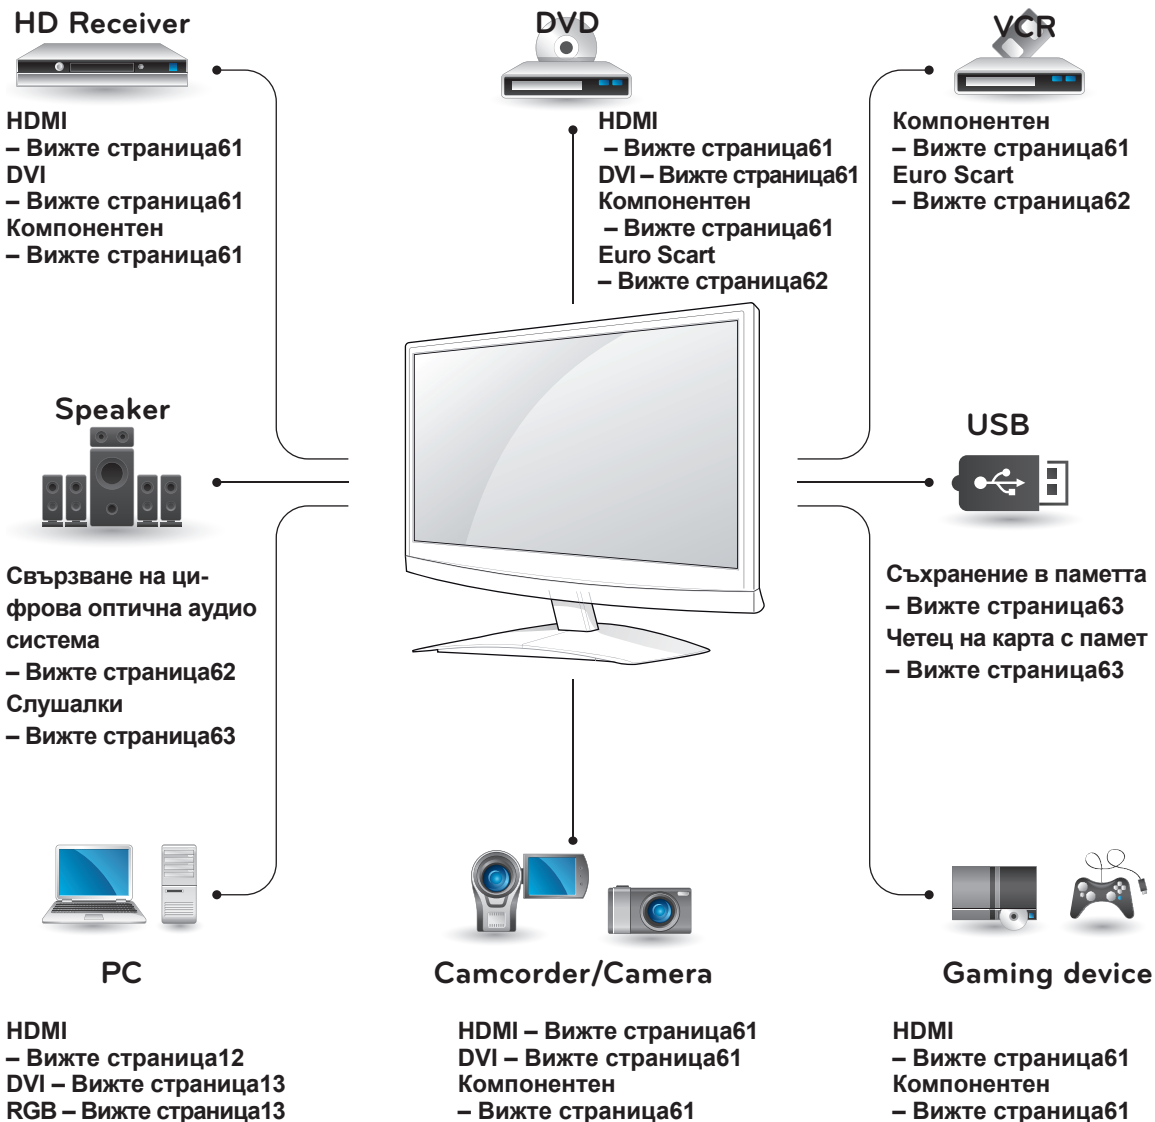 HD Receiver
HDMI
– Вижте страница61
DVI
– Вижте страница61
Компонентен
– Вижте страница61
DVD
HDMI
– Вижте страница61
DVI – Вижте страница61
Компонентен
– Вижте страница61
Euro Scart
– Вижте страница62
VCR
Компонентен
– Вижте страница61
Euro Scart
– Вижте страница62
Speaker
Свързване на ци-
фрова оптична аудио
система
– Вижте страница62
Слушалки
– Вижте страница63
USB
Съхранение в паметта
– Вижте страница63
Четец на карта с памет
– Вижте страница63
PC
HDMI
– Вижте страница12
DVI – Вижте страница13
RGB – Вижте страница13
Camcorder/Camera
HDMI – Вижте страница61
DVI – Вижте страница61
Компонентен
– Вижте страница61
Gaming device
HDMI
– Вижте страница61
Компонентен
– Вижте страница61